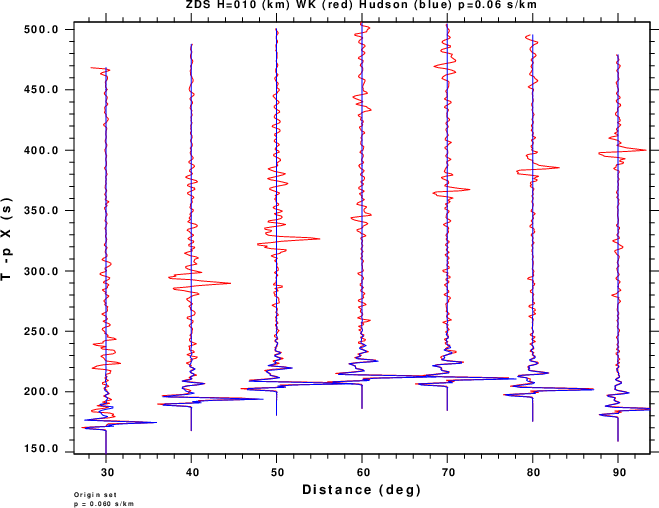 ZDS H=010 (km) WK (red) Hudson (blue) p=0.06 s/km
500.0
450.0
400.0
350.0
300.0
250.0
200.0
150.0
T -p X (s)
30 40 50 60 70 80 90
Distance (deg)
Origin set
p = 0.060 s/km